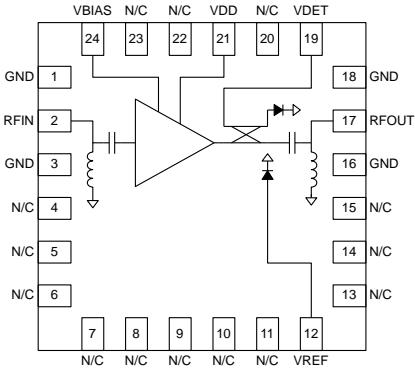 VBIAS N/C N/C VDD N/C VDET
24 23 22 21 20 19
GND 1 18 GND
RFIN 2 17 RFOUT
GND 3 16 GND
N/C 4 15 N/C
N/C 5 14 N/C
N/C 6 13 N/C
7 8 9 10 11 12
N/C N/C N/C N/C N/C VREF